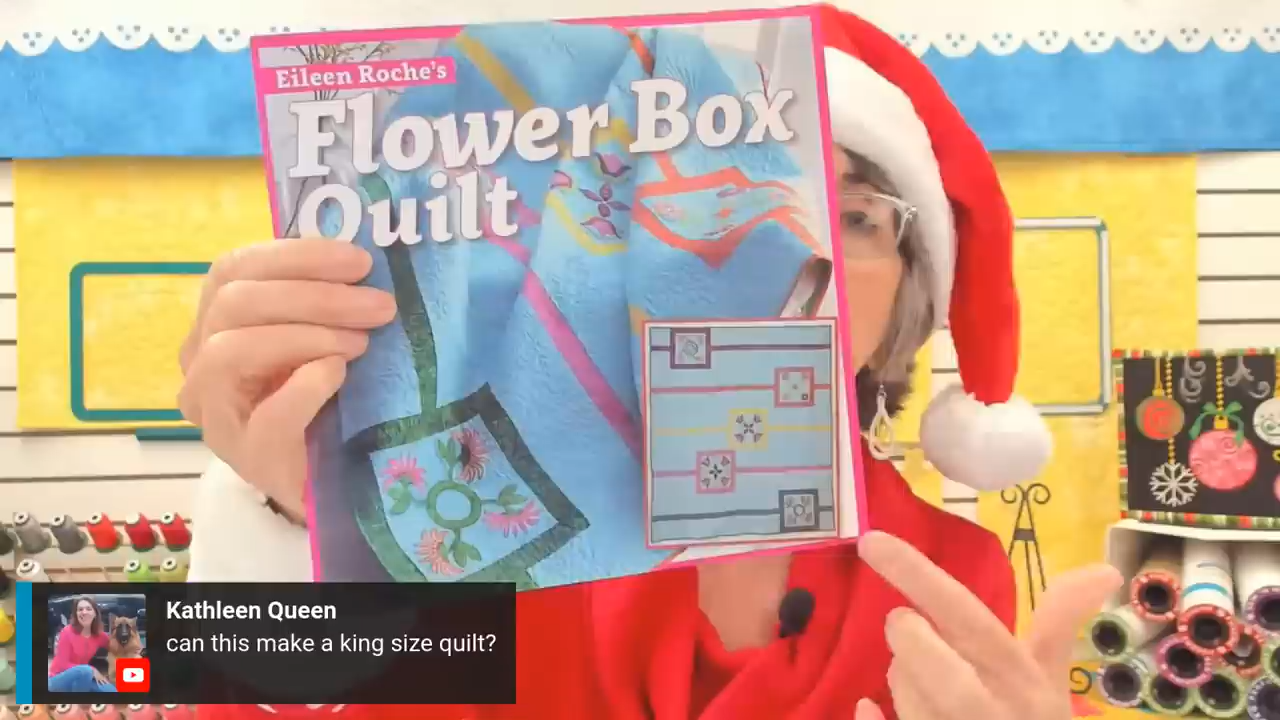 Eileen Roche's
Flower Box
Quilt
Kathleen Queen
can this make a king size quilt?